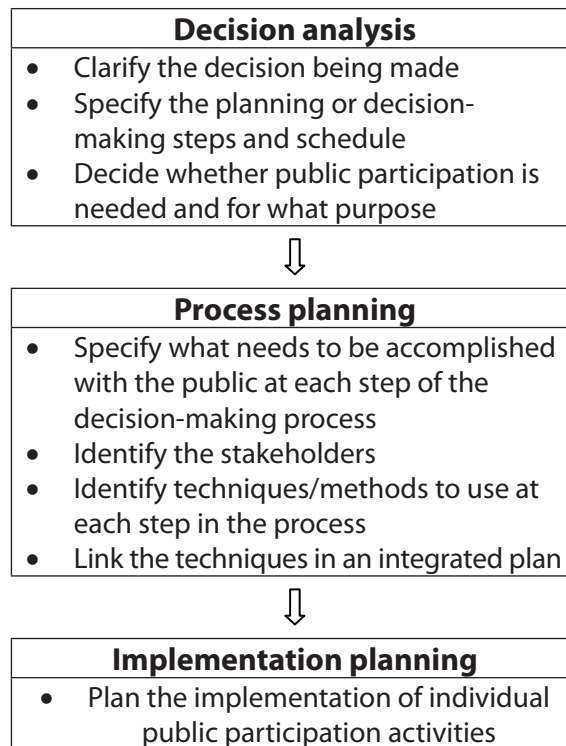 Decision analysis
• Clarify the decision being made
• Specify the planning or decision-
making steps and schedule
• Decide whether public participation is
needed and for what purpose
Process planning
• Specify what needs to be accomplished
with the public at each step of the
decision-making process
• Identify the stakeholders
• Identify techniques/methods to use at
each step in the process
• Link the techniques in an integrated plan
Implementation planning
• Plan the implementation of individual
public participation activities